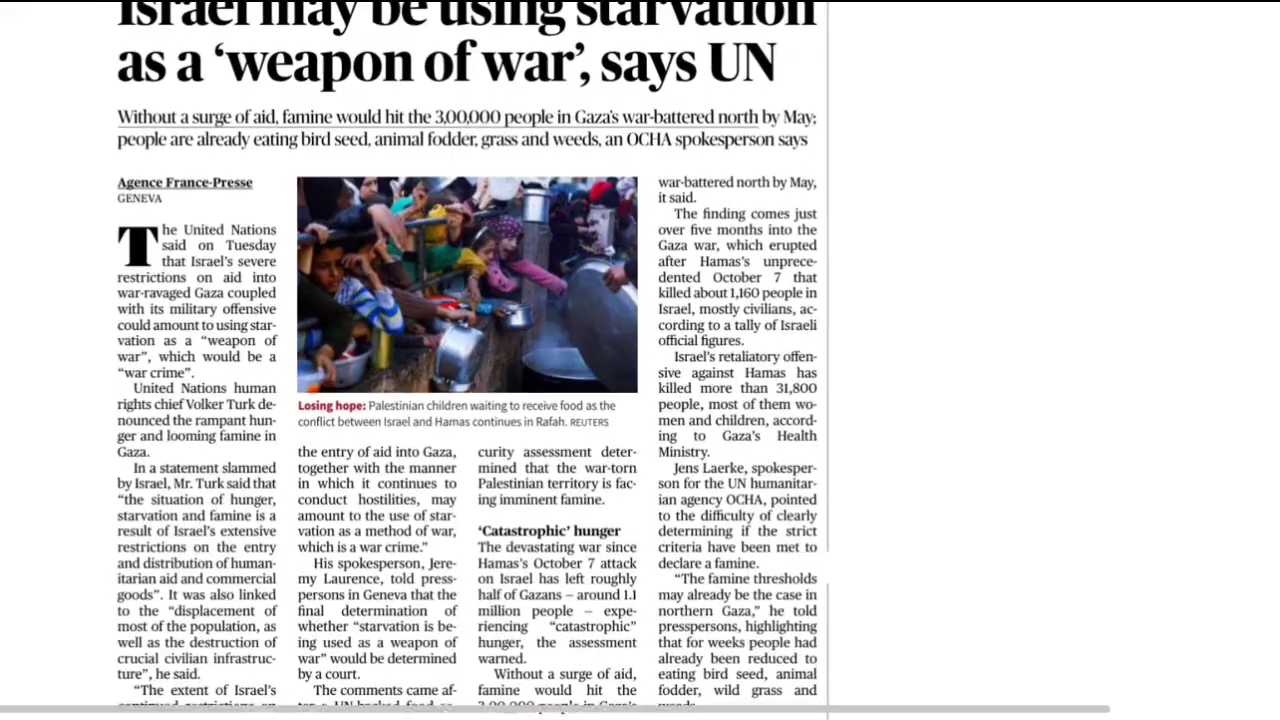 Israel may be using starvation
as a ‘weapon of war’, says UN
Without a surge of aid, famine would hit the 3,00,000 people in Gaza's war-battered north by May;
people are already eating bird seed, animal fodder, grass and weeds, an OCHA spokesperson says
Agence France-Presse
GENEVA
The United Nations
said on Tuesday
that Israel's severe
restrictions on aid into
war-ravaged Gaza coupled
with its military offensive
could amount to using star-
vation as a “weapon of
war”, which would be a
“war crime”.
United Nations human
rights chief Volker Turk de-
nounced the rampant hun-
ger and looming famine in
Gaza.
In a statement slammed
by Israel, Mr. Turk said that
“the situation of hunger,
starvation and famine is a
result of Israel's extensive
restrictions on the entry
and distribution of human-
itarian aid and commercial
goods”. It was also linked
to the “displacement of
most of the population, as
well as the destruction of
crucial civilian infrastruc-
ture”, he said.
“The extent of Israel's
continued restrictions on
Losing hope: Palestinian children waiting to receive food as the
conflict between Israel and Hamas continues in Rafah. REUTERS
the entry of aid into Gaza,
together with the manner
in which it continues to
conduct hostilities, may
amount to the use of star-
vation as a method of war,
which is a war crime.”
His spokesperson, Jere-
my Laurence, told press-
persons in Geneva that the
final determination of
whether “starvation is be-
ing used as a weapon of
war” would be determined
by a court.
The comments came af-
ter a UN-backed food se-
curity assessment deter-
mined that the war-torn
Palestinian territory is fac-
ing imminent famine.
‘Catastrophic’ hunger
The devastating war since
Hamas's October 7 attack
on Israel has left roughly
half of Gazans – around 1.1
million people – expe-
riencing “catastrophic”
hunger, the assessment
warned.
Without a surge of aid,
famine would hit the
3,00,000 people in Gaza's
war-battered north by May,
it said.
The finding comes just
over five months into the
Gaza war, which erupted
after Hamas's unprece-
dented October 7 that
killed about 1,160 people in
Israel, mostly civilians, ac-
cording to a tally of Israeli
official figures.
Israel's retaliatory offen-
sive against Hamas has
killed more than 31,800
people, most of them wo-
men and children, accord-
ing to Gaza's Health
Ministry.
Jens Laerke, spokesper-
son for the UN humanitar-
ian agency OCHA, pointed
to the difficulty of clearly
determining if the strict
criteria have been met to
declare a famine.
“The famine thresholds
may already be the case in
northern Gaza,” he told
presspersons, highlighting
that for weeks people had
already been reduced to
eating bird seed, animal
fodder, wild grass and
weeds.